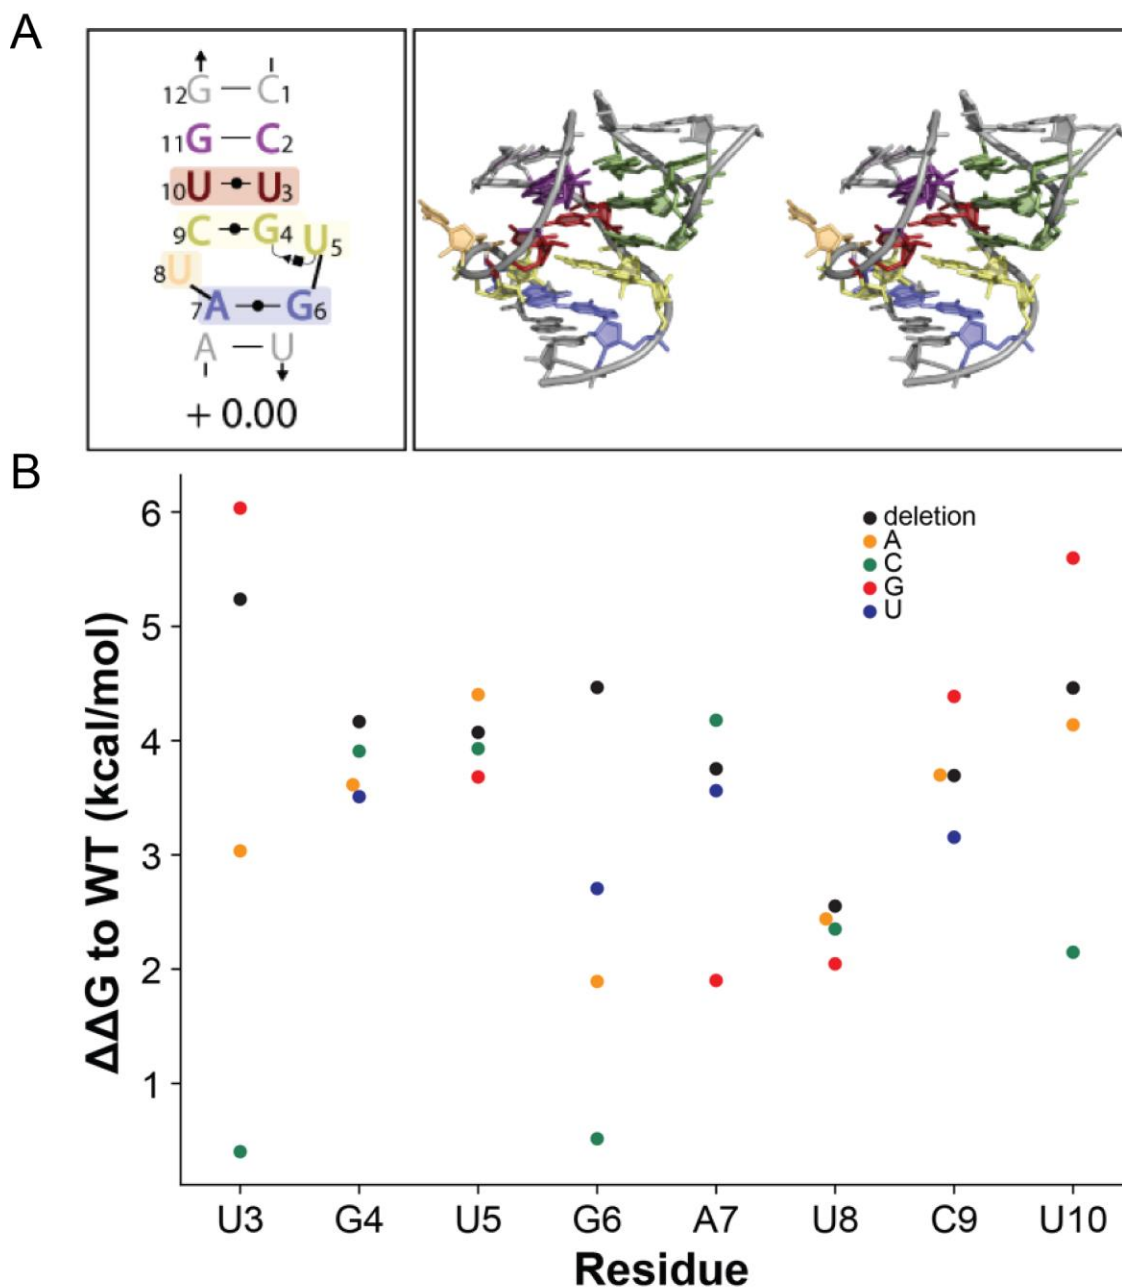 A
12G — C1
11G — C2
10U U3
9C G4 U5
8U
7A G6
A — U
+ 0.00
B
ΔΔG to WT (kcal/mol)
6
5
4
3
2
1
deletion
A
C
G
U
U3 G4 U5 G6 A7 U8 C9 U10
Residue